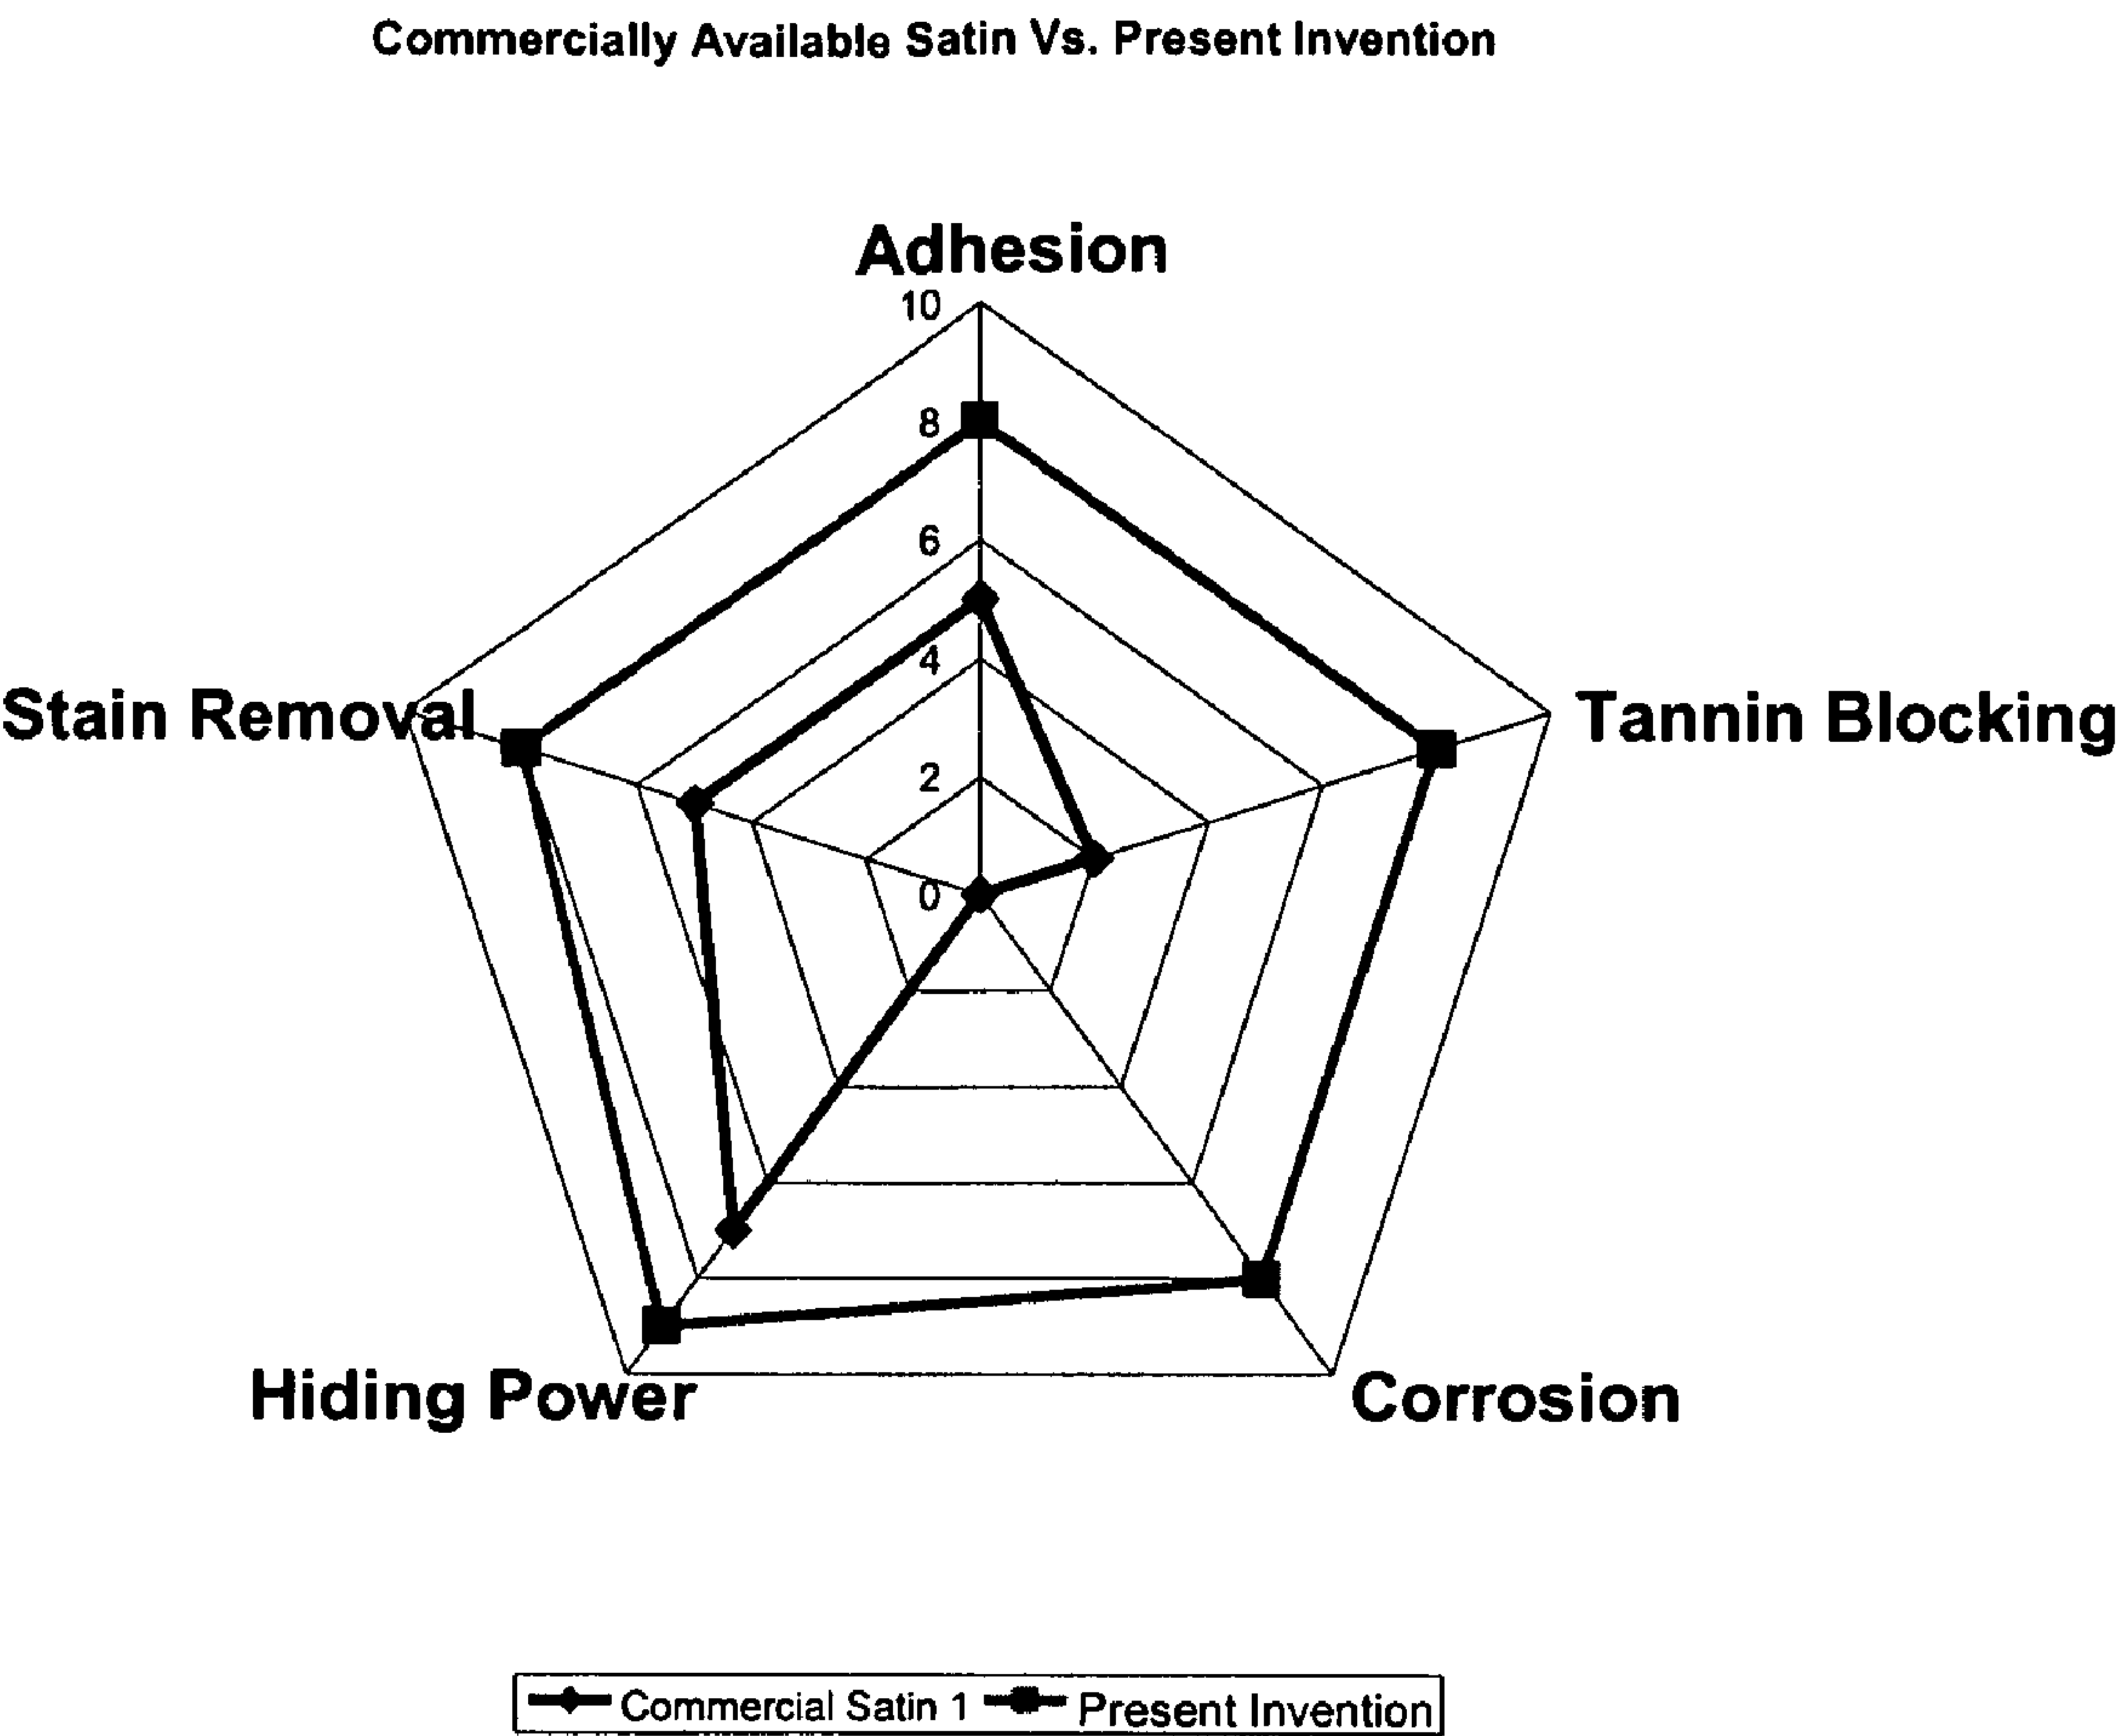 Commercially Available Satin Vs. Present Invention
Adhesion
10
8
6
4
2
0
Stain Removal
Tannin Blocking
Hiding Power
Corrosion
Commercial Satin 1 Present Invention